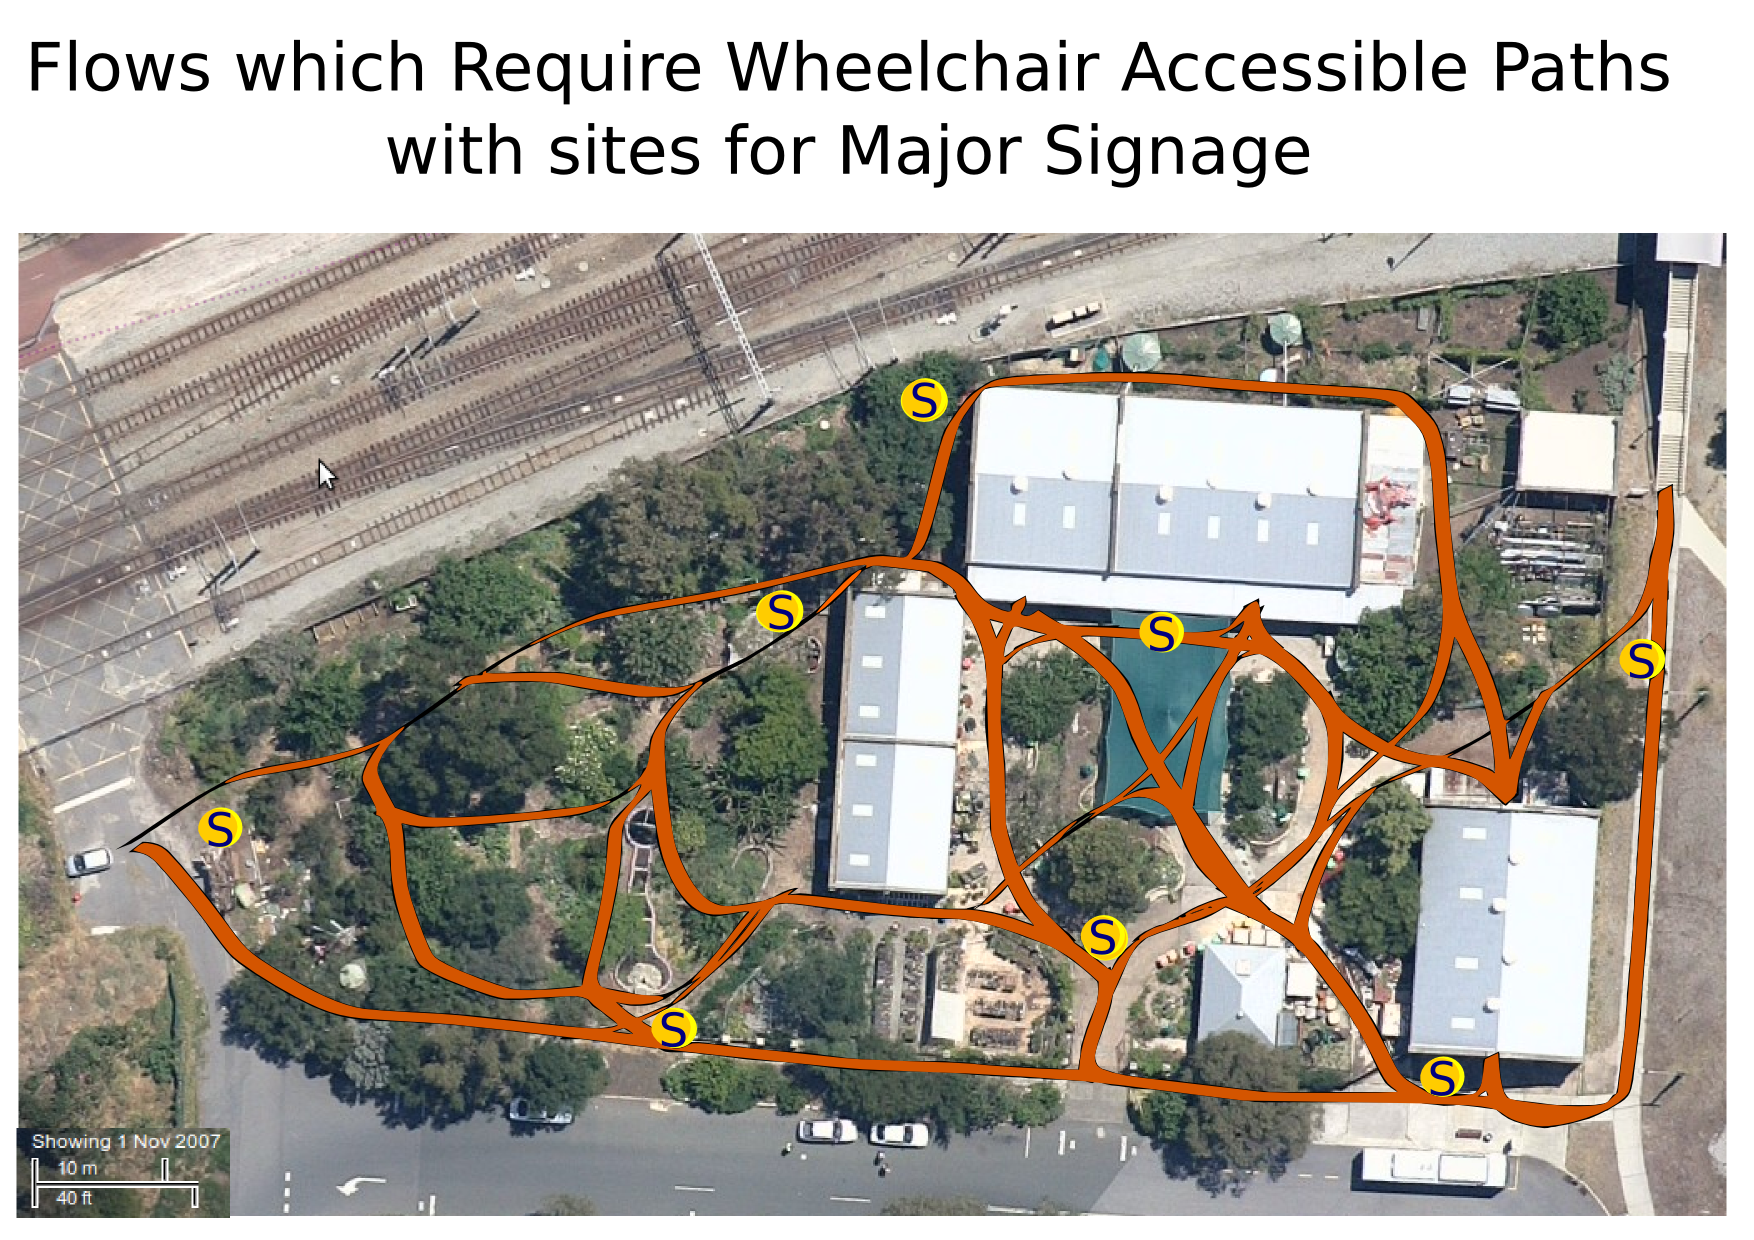 Flows which Require Wheelchair Accessible Paths
with sites for Major Signage
S
S
S
S
S
S
S
S
Showing 1 Nov 2007
10 m
40 ft